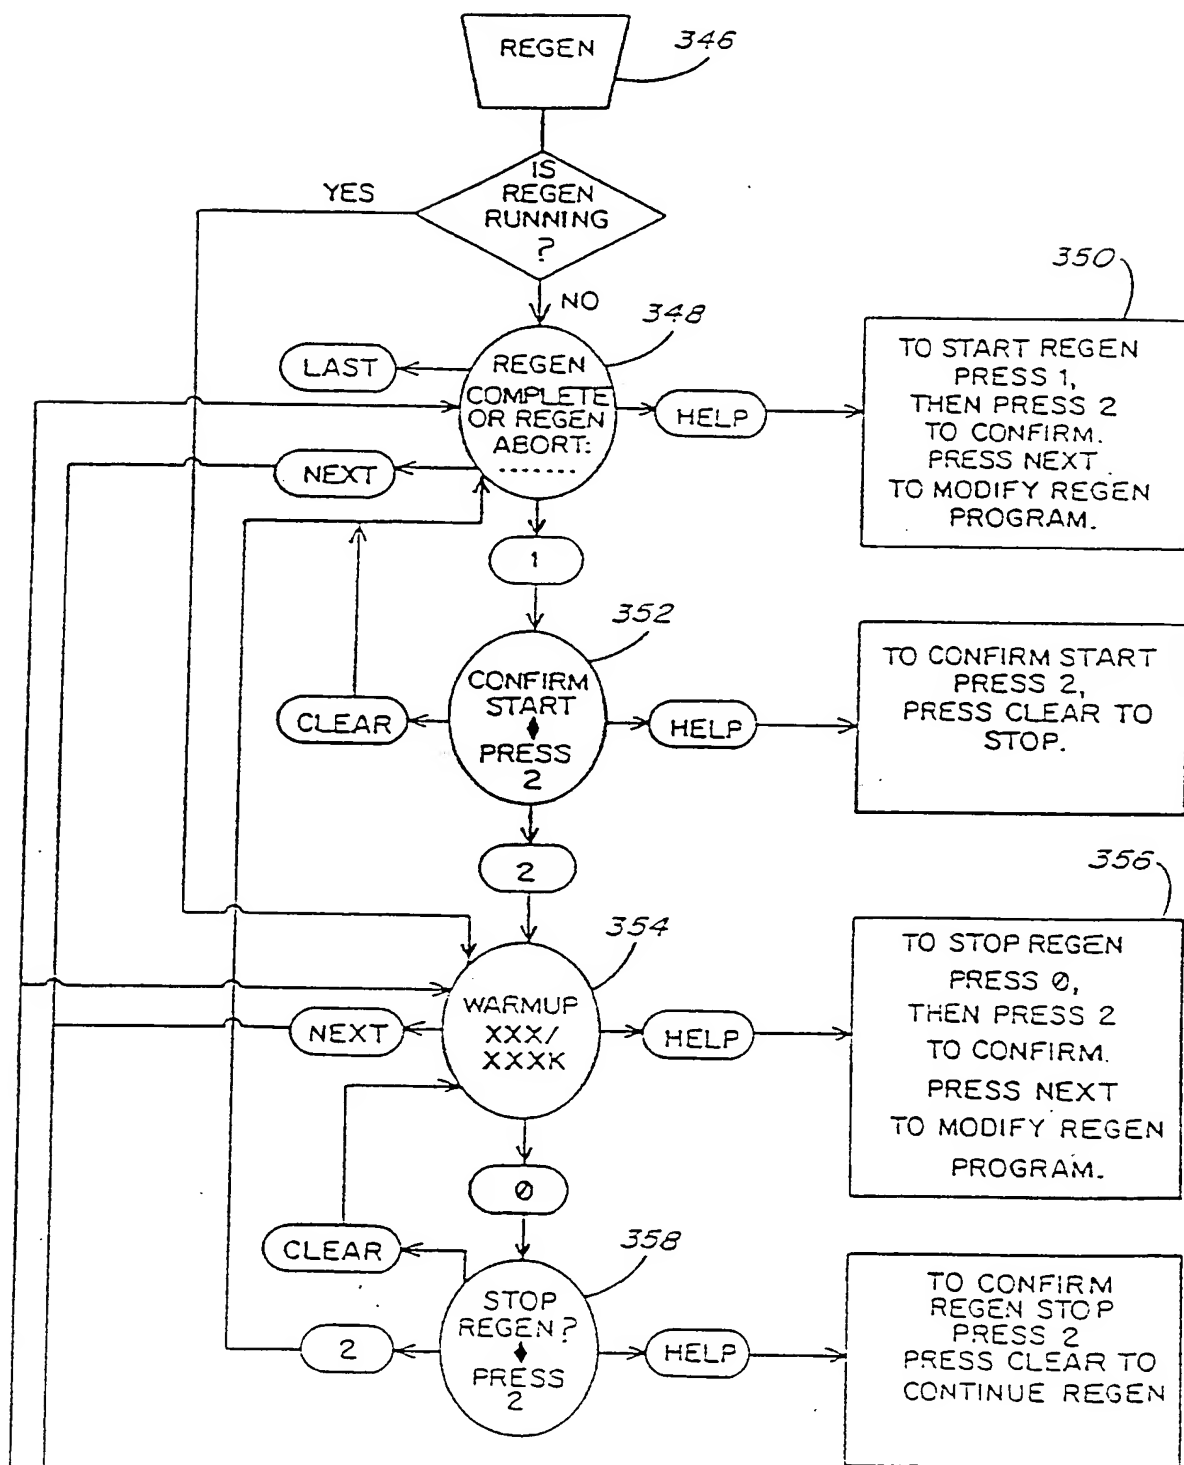 REGEN
346
IS
REGEN
RUNNING
?
YES
NO
348
350
LAST
REGEN
COMPLETE
OR REGEN
ABORT:
.......
HELP
NEXT
TO START REGEN
PRESS 1,
THEN PRESS 2
TO CONFIRM.
PRESS NEXT
TO MODIFY REGEN
PROGRAM.
1
352
CLEAR
CONFIRM
START
♦
PRESS
2
HELP
TO CONFIRM START
PRESS 2,
PRESS CLEAR TO
STOP.
2
354
356
NEXT
WARMUP
XXX/
XXXK
HELP
TO STOP REGEN
PRESS 0,
THEN PRESS 2
TO CONFIRM.
PRESS NEXT
TO MODIFY REGEN
PROGRAM.
0
CLEAR
358
2
STOP
REGEN?
♦
PRESS
2
HELP
TO CONFIRM
REGEN STOP
PRESS 2
PRESS CLEAR TO
CONTINUE REGEN